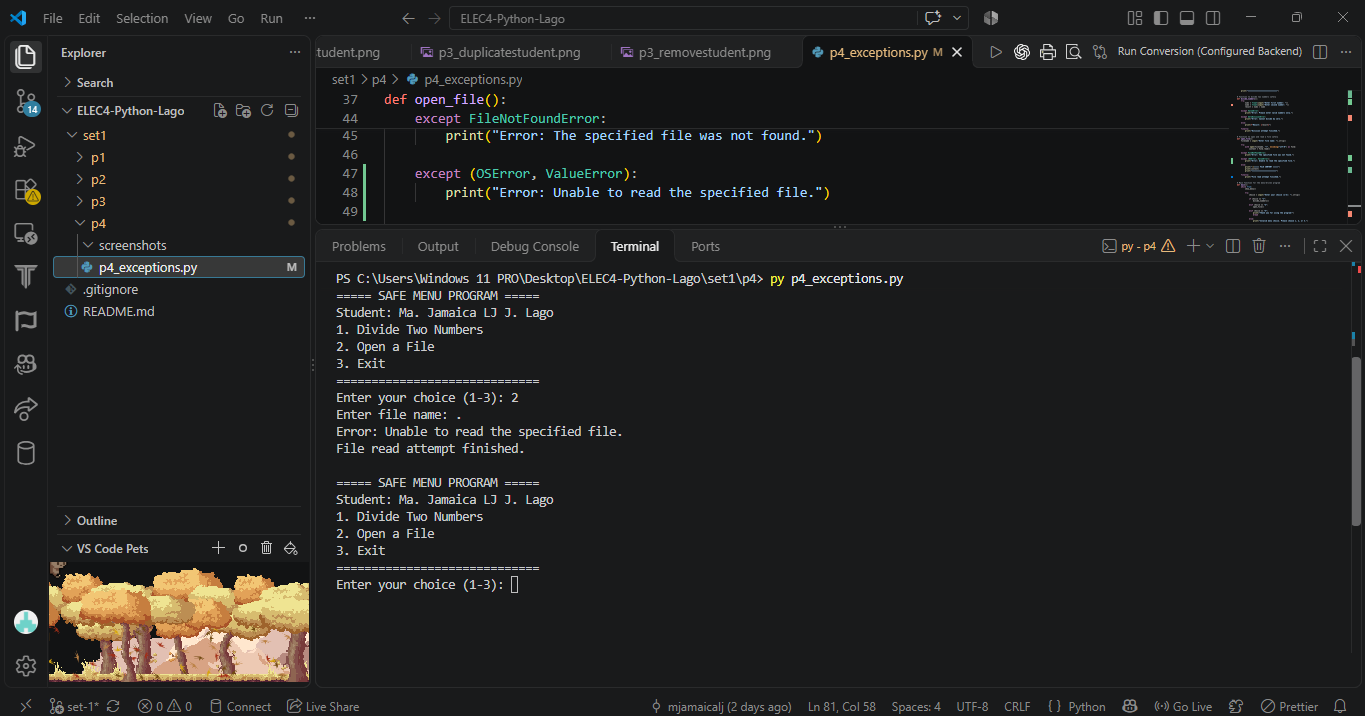 File Edit Selection View Go Run ···
ELEC4-Python-Lago
Explorer
Search
ELEC4-Python-Lago
set1
p1
p2
p3
p4
screenshots
p4_exceptions.py M
.gitignore
README.md
Outline
VS Code Pets
14
tudent.png p3_duplicatestudent.png p3_removestudent.png p4_exceptions.py M
Run Conversion (Configured Backend)
set1 > p4 > p4_exceptions.py
37 def open_file():
44 except FileNotFoundError:
45 print("Error: The specified file was not found.")
46
47 except (OSError, ValueError):
48 print("Error: Unable to read the specified file.")
49
Problems Output Debug Console Terminal Ports
py - p4
PS C:\Users\Windows 11 PRO\Desktop\ELEC4-Python-Lago\set1\p4> py p4_exceptions.py
===== SAFE MENU PROGRAM =====
Student: Ma. Jamaica LJ J. Lago
1. Divide Two Numbers
2. Open a File
3. Exit
=============================
Enter your choice (1-3): 2
Enter file name: .
Error: Unable to read the specified file.
File read attempt finished.
===== SAFE MENU PROGRAM =====
Student: Ma. Jamaica LJ J. Lago
1. Divide Two Numbers
2. Open a File
3. Exit
=============================
Enter your choice (1-3):
set-1* 0 0 Connect Live Share mjamaicalj (2 days ago) Ln 81, Col 58 Spaces: 4 UTF-8 CRLF { } Python Go Live Prettier